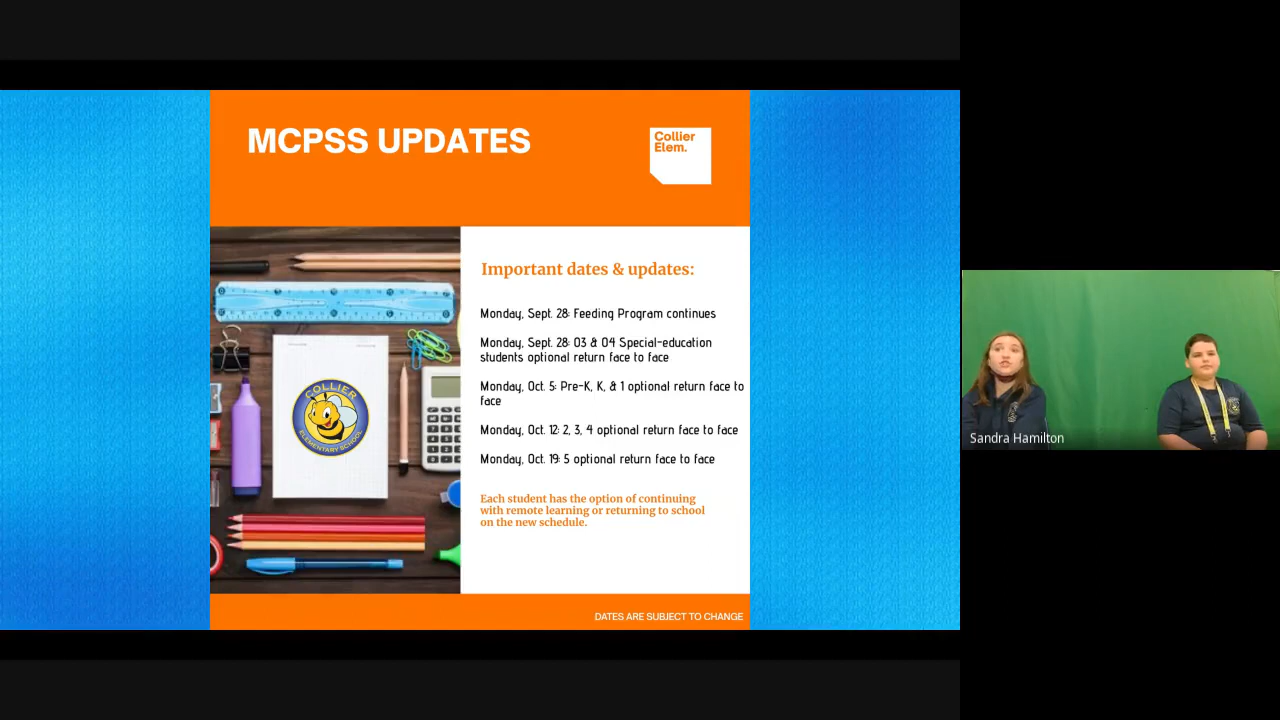 MCPSS UPDATES
Collier
Elem.
Important dates & updates:
Monday, Sept. 28: Feeding Program continues
Monday, Sept. 28: 03 & 04 Special-education
students optional return face to face
Monday, Oct. 5: Pre-K, K, & 1 optional return face to
face
Monday, Oct. 12: 2, 3, 4 optional return face to face
Monday, Oct. 19: 5 optional return face to face
Each student has the option of continuing
with remote learning or returning to school
on the new schedule.
DATES ARE SUBJECT TO CHANGE
COLLIER
ELEMENTARY SCHOOL
Sandra Hamilton